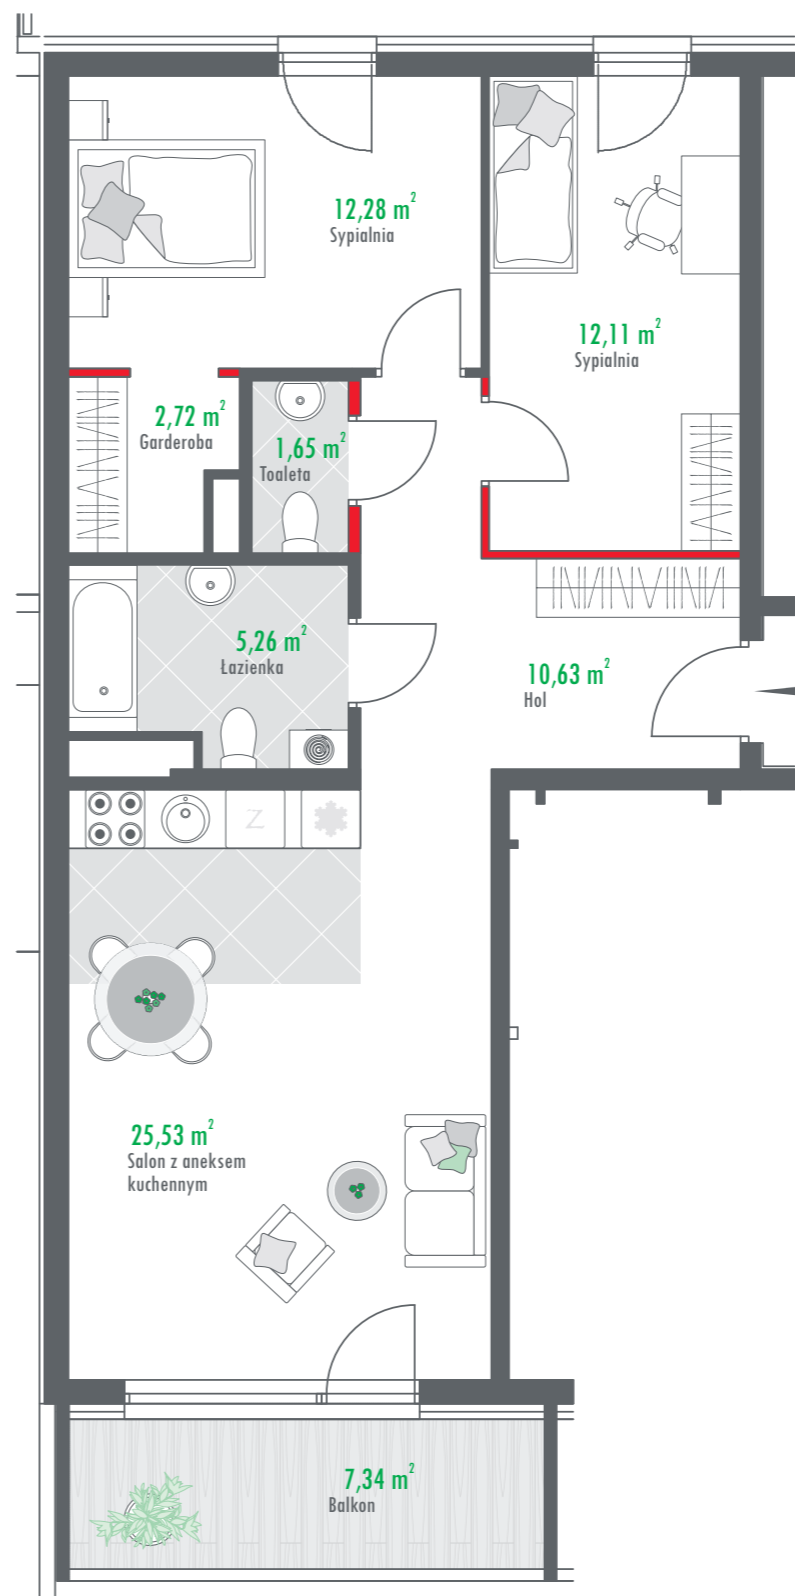 12,28 m²
Sypialnia
12,11 m²
Sypialnia
2,72 m²
Garderoba
1,65 m²
Toaleta
5,26 m²
Łazienka
10,63 m²
Hol
Z
25,53 m²
Salon z aneksem
kuchennym
7,34 m²
Balkon